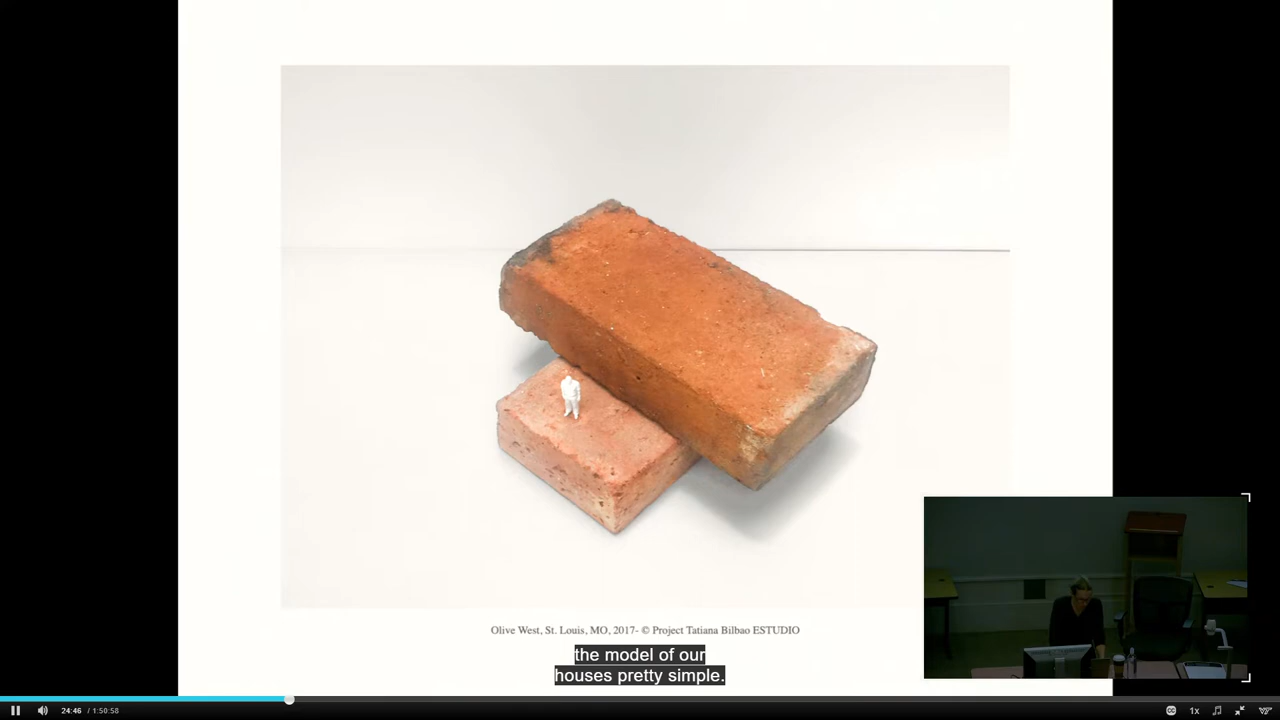 Olive West, St. Louis, MO, 2017- © Project Tatiana Bilbao ESTUDIO
the model of our
houses pretty simple.
24:46 / 1:50:58
CC
1x